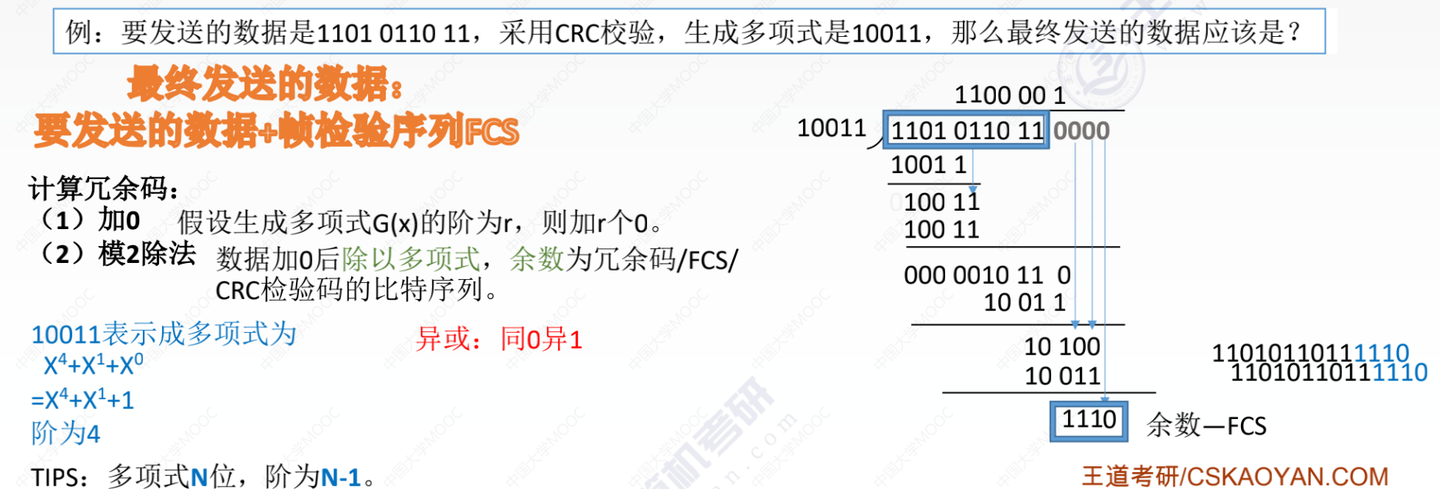 例：要发送的数据是1101 0110 11，采用CRC校验，生成多项式是10011，那么最终发送的数据应该是？
最终发送的数据：
要发送的数据+帧检验序列FCS
计算冗余码：
（1）加0 假设生成多项式G(x)的阶为r，则加r个0。
（2）模2除法 数据加0后除以多项式，余数为冗余码/FCS/
CRC检验码的比特序列。
10011表示成多项式为
X⁴+X¹+X⁰
=X⁴+X¹+1
阶为4
异或：同0异1
TIPS：多项式N位，阶为N-1。
1100 00 1
10011 1101 0110 11 0000
1001 1
100 11
100 11
000 0010 11 0
10 01 1
10 100
10 011
1110 余数—FCS
11010110111110
11010110111110
王道考研/CSKAOYAN.COM